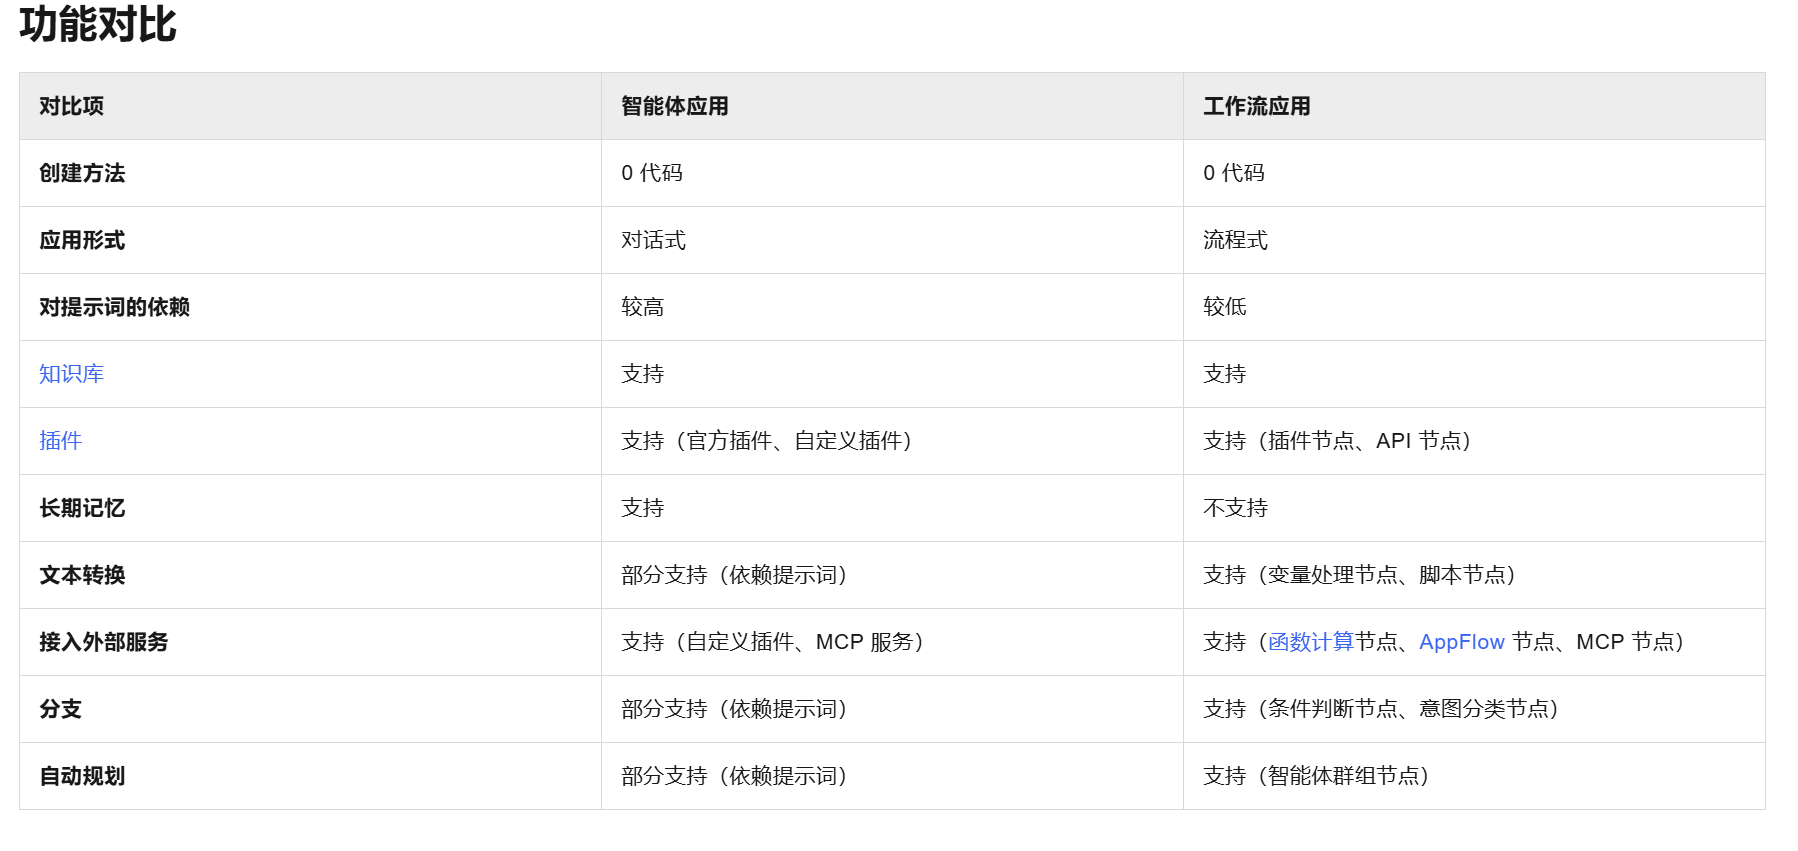 功能对比
对比项 智能体应用 工作流应用
创建方法 0 代码 0 代码
应用形式 对话式 流程式
对提示词的依赖 较高 较低
知识库 支持 支持
插件 支持（官方插件、自定义插件） 支持（插件节点、API 节点）
长期记忆 支持 不支持
文本转换 部分支持（依赖提示词） 支持（变量处理节点、脚本节点）
接入外部服务 支持（自定义插件、MCP 服务） 支持（函数计算节点、AppFlow 节点、MCP 节点）
分支 部分支持（依赖提示词） 支持（条件判断节点、意图分类节点）
自动规划 部分支持（依赖提示词） 支持（智能体群组节点）